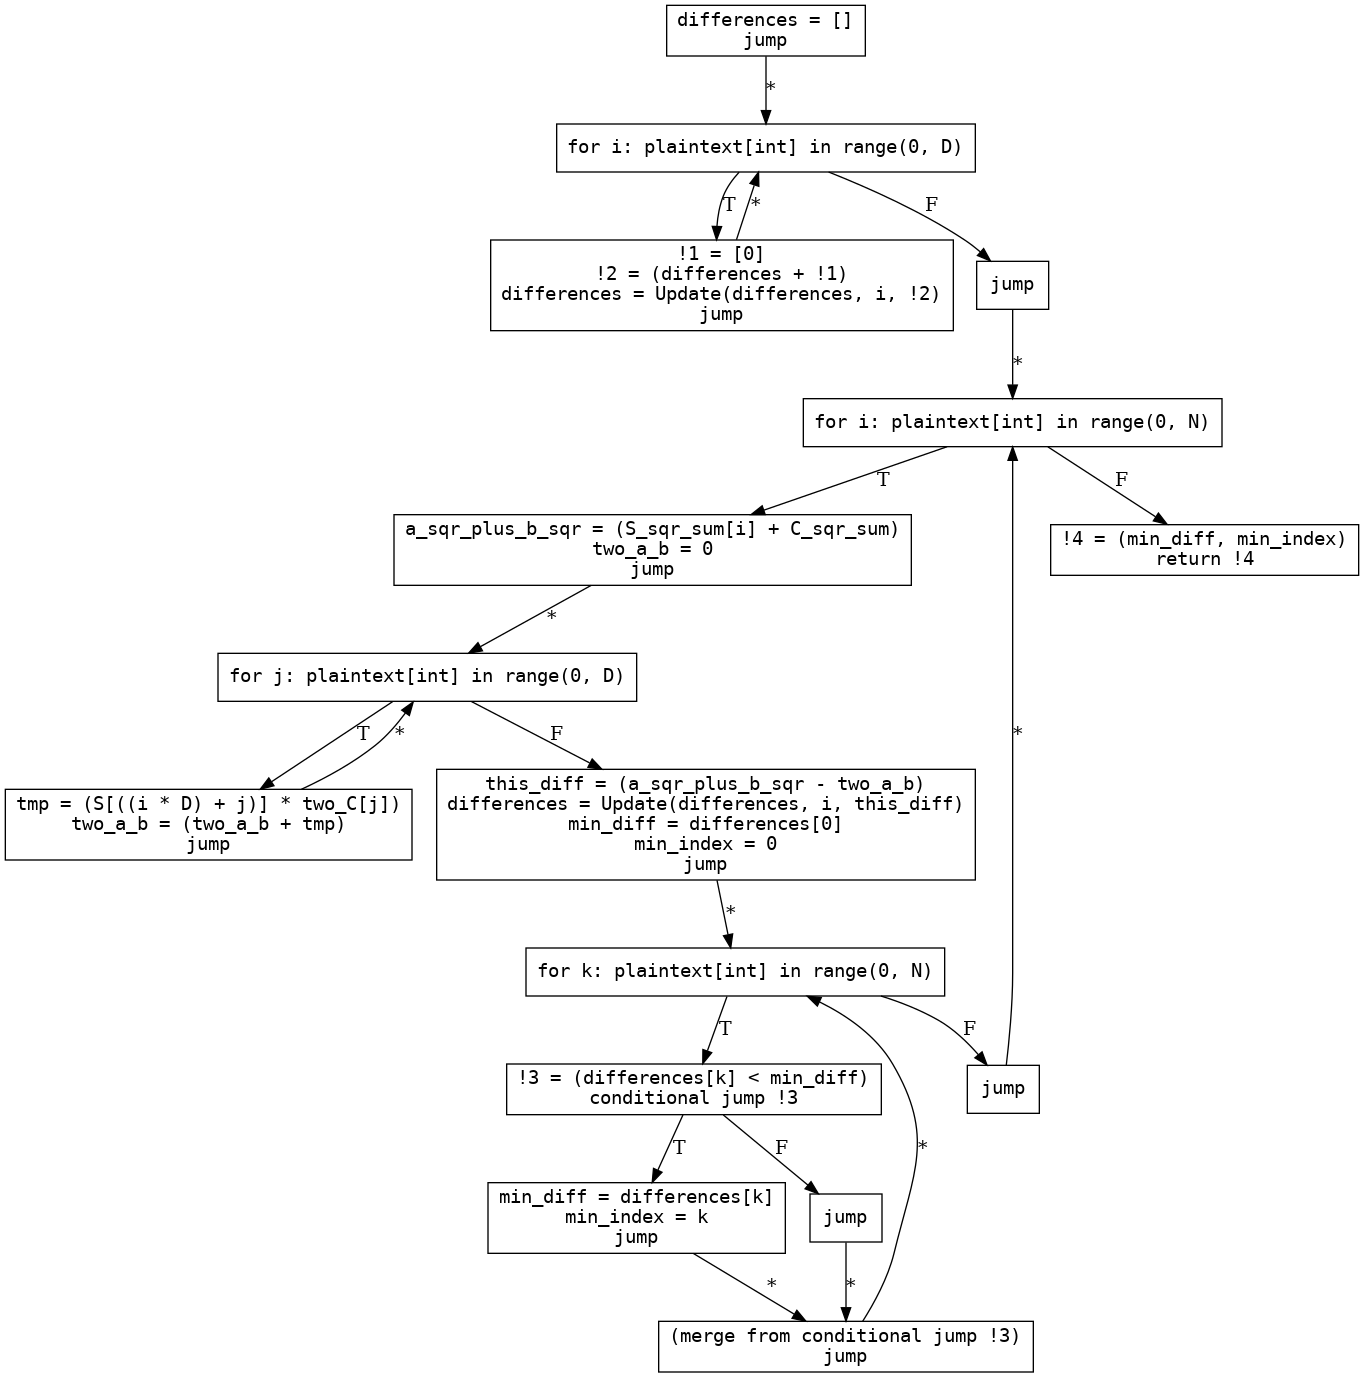 differences = []
jump
*
for i: plaintext[int] in range(0, D)
T
*
F
!1 = [0]
!2 = (differences + !1)
differences = Update(differences, i, !2)
jump
jump
*
for i: plaintext[int] in range(0, N)
T
F
a_sqr_plus_b_sqr = (S_sqr_sum[i] + C_sqr_sum)
two_a_b = 0
jump
!4 = (min_diff, min_index)
return !4
*
for j: plaintext[int] in range(0, D)
T
*
F
*
tmp = (S[((i * D) + j)] * two_C[j])
two_a_b = (two_a_b + tmp)
jump
this_diff = (a_sqr_plus_b_sqr - two_a_b)
differences = Update(differences, i, this_diff)
min_diff = differences[0]
min_index = 0
jump
*
for k: plaintext[int] in range(0, N)
T
F
!3 = (differences[k] < min_diff)
conditional jump !3
jump
T
F
*
min_diff = differences[k]
min_index = k
jump
jump
*
*
(merge from conditional jump !3)
jump